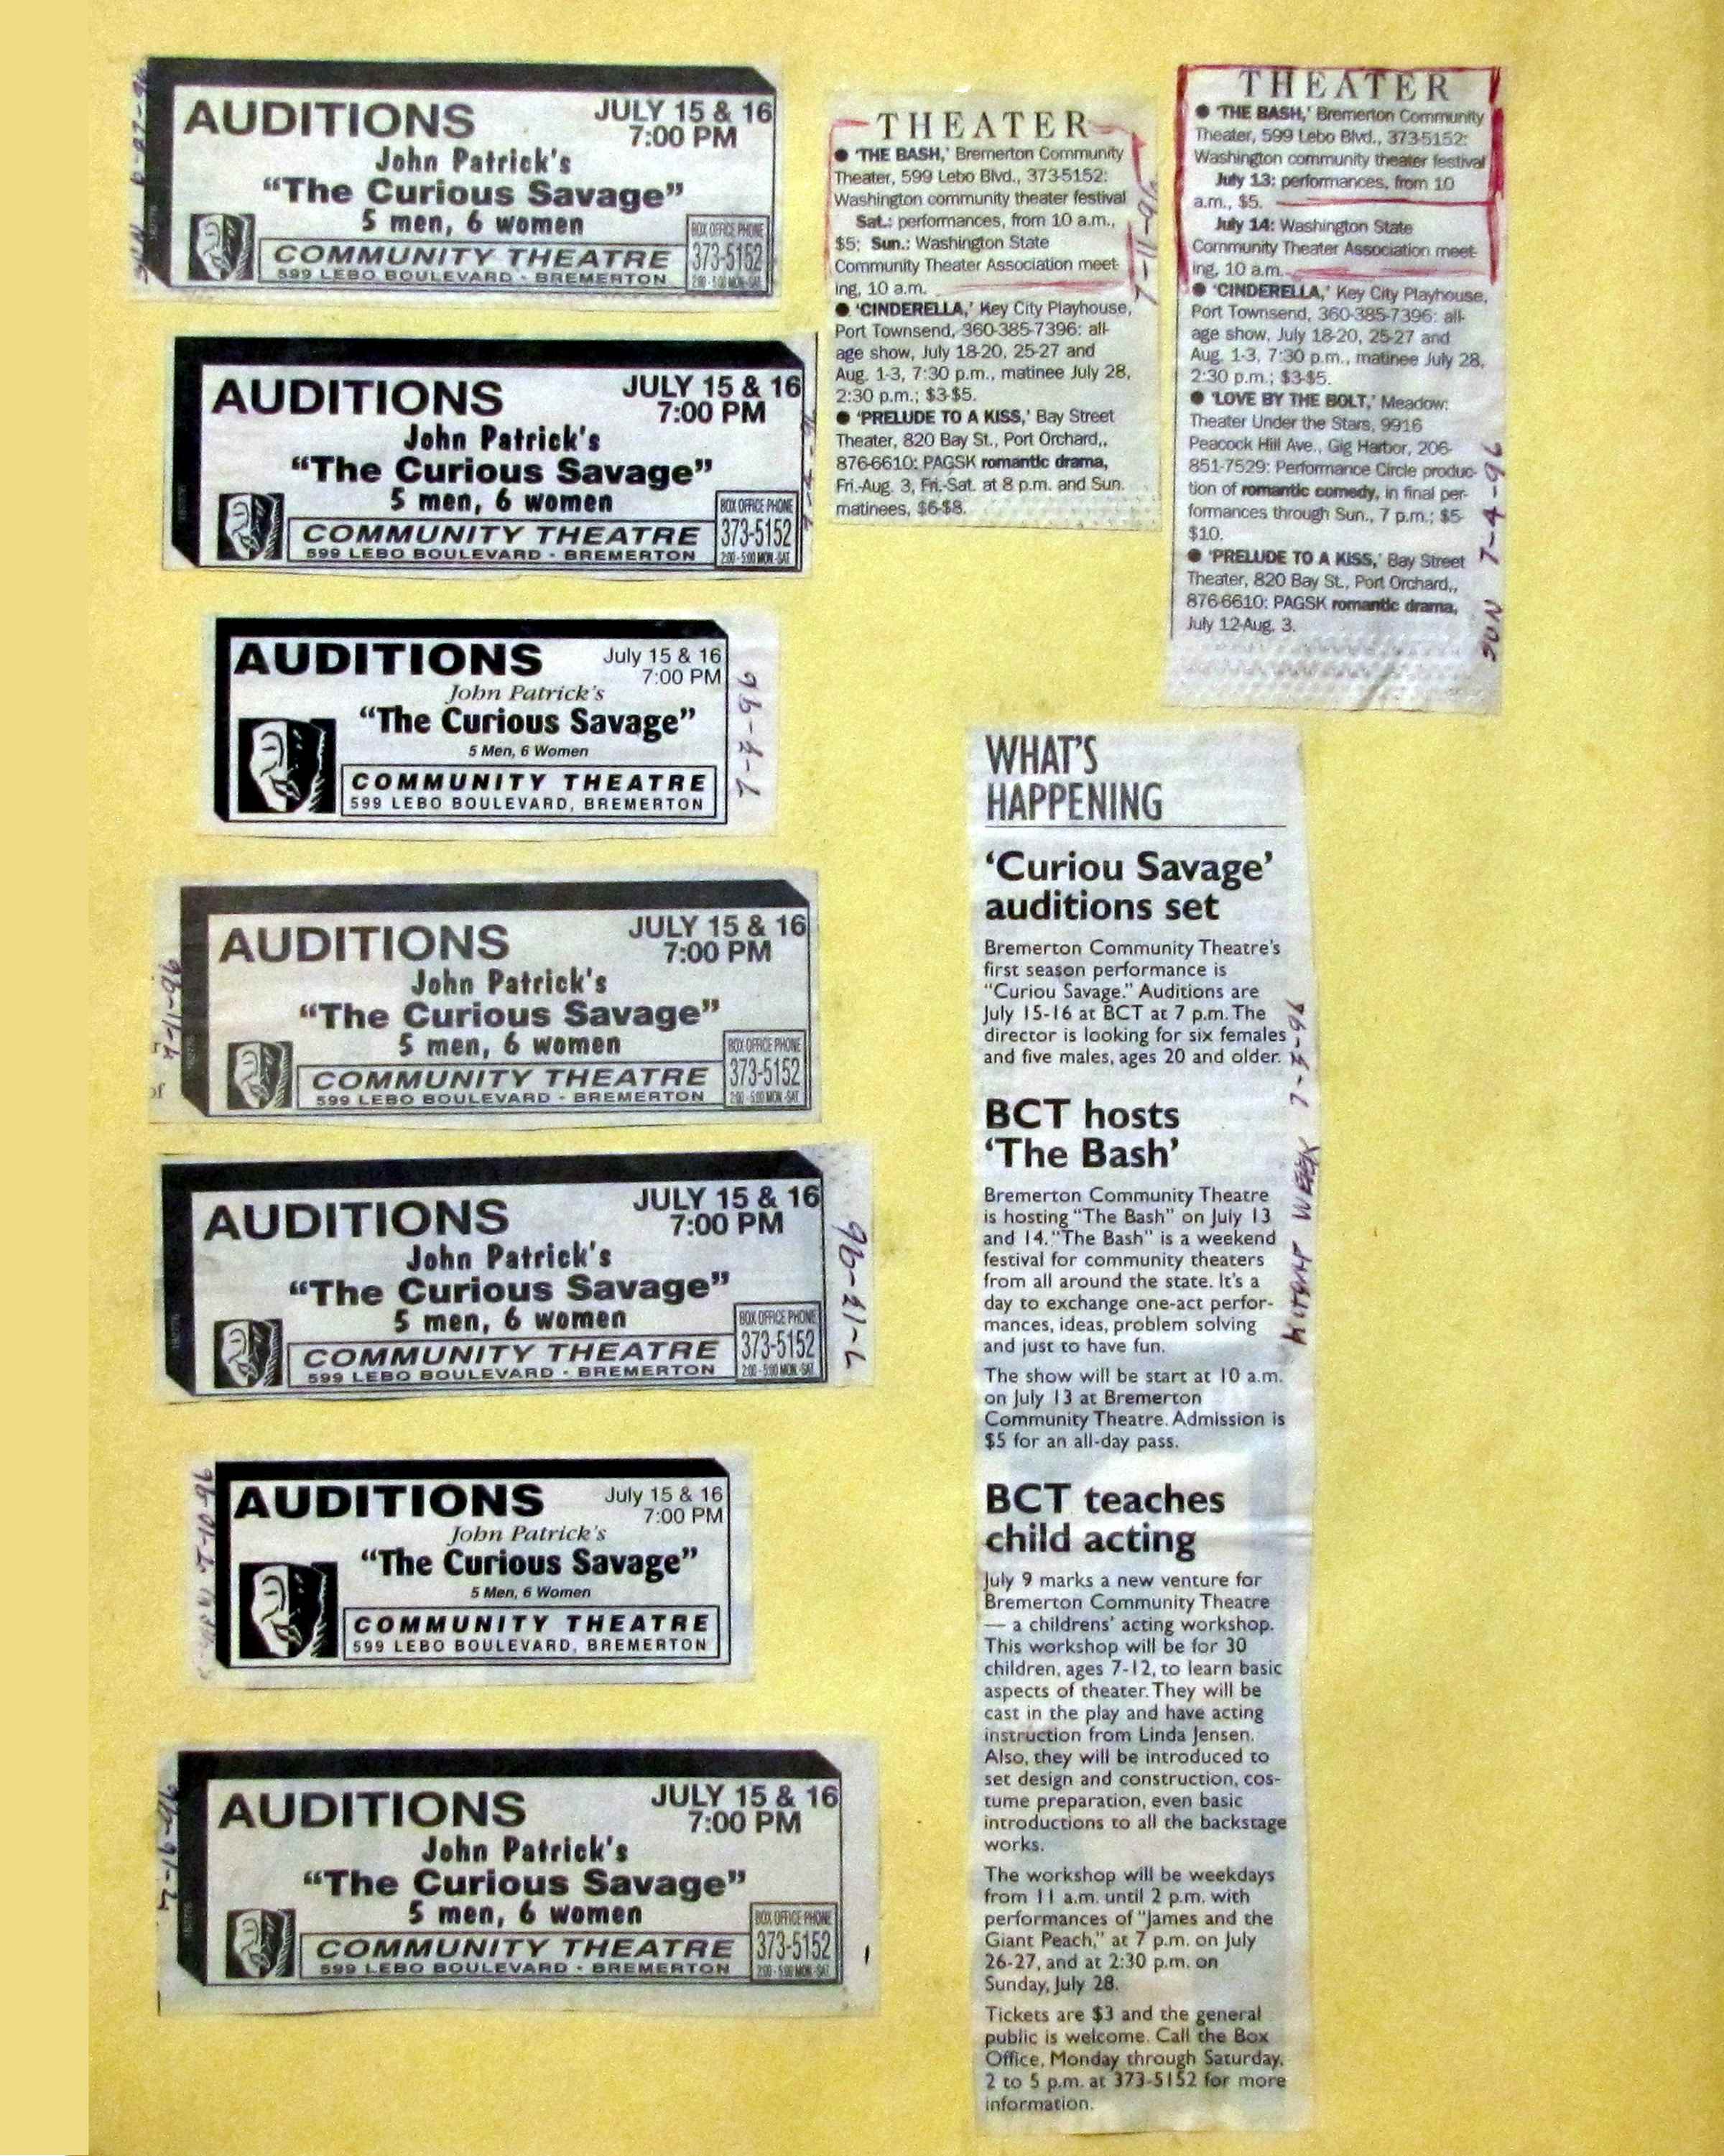 AUDITIONS
JULY 15 & 16
7:00 PM
John Patrick's
"The Curious Savage"
5 men, 6 women
BOX OFFICE PHONE
COMMUNITY THEATRE
373-5152
599 LEBO BOULEVARD - BREMERTON
2:00 - 5:00 MON.-SAT.
AUDITIONS
JULY 15 & 16
7:00 PM
John Patrick's
"The Curious Savage"
5 men, 6 women
BOX OFFICE PHONE
COMMUNITY THEATRE
373-5152
599 LEBO BOULEVARD - BREMERTON
2:00 - 5:00 MON.-SAT.
AUDITIONS
July 15 & 16
7:00 PM
John Patrick's
"The Curious Savage"
5 Men, 6 Women
COMMUNITY THEATRE
599 LEBO BOULEVARD, BREMERTON
AUDITIONS
JULY 15 & 16
7:00 PM
John Patrick's
"The Curious Savage"
5 men, 6 women
BOX OFFICE PHONE
COMMUNITY THEATRE
373-5152
599 LEBO BOULEVARD - BREMERTON
2:00 - 5:00 MON.-SAT.
7-11-96
of
AUDITIONS
JULY 15 & 16
7:00 PM
John Patrick's
"The Curious Savage"
5 men, 6 women
BOX OFFICE PHONE
COMMUNITY THEATRE
373-5152
599 LEBO BOULEVARD - BREMERTON
2:00 - 5:00 MON.-SAT.
AUDITIONS
July 15 & 16
7:00 PM
John Patrick's
"The Curious Savage"
5 Men, 6 Women
COMMUNITY THEATRE
599 LEBO BOULEVARD, BREMERTON
7-10-96
AUDITIONS
JULY 15 & 16
7:00 PM
John Patrick's
"The Curious Savage"
5 men, 6 women
BOX OFFICE PHONE
COMMUNITY THEATRE
373-5152
599 LEBO BOULEVARD - BREMERTON
2:00 - 5:00 MON.-SAT.
7-16-96
THEATER
● 'THE BASH,' Bremerton Community
Theater, 599 Lebo Blvd., 373-5152:
Washington community theater festival
Sat.: performances, from 10 a.m.,
$5; Sun.: Washington State
Community Theater Association meet-
ing, 10 a.m.
● 'CINDERELLA,' Key City Playhouse,
Port Townsend, 360-385-7396: all-
age show, July 18-20, 25-27 and
Aug. 1-3, 7:30 p.m., matinee July 28,
2:30 p.m.; $3-$5.
● 'PRELUDE TO A KISS,' Bay Street
Theater, 820 Bay St., Port Orchard,,
876-6610: PAGSK romantic drama,
Fri.-Aug. 3, Fri.-Sat. at 8 p.m. and Sun.
matinees, $6-$8.
7-11-96
THEATER
● 'THE BASH,' Bremerton Community
Theater, 599 Lebo Blvd., 373-5152:
Washington community theater festival
July 13: performances, from 10
a.m., $5.
July 14: Washington State
Community Theater Association meet-
ing, 10 a.m.
● 'CINDERELLA,' Key City Playhouse,
Port Townsend, 360-385-7396: all-
age show, July 18-20, 25-27 and
Aug. 1-3, 7:30 p.m., matinee July 28,
2:30 p.m.; $3-$5.
● 'LOVE BY THE BOLT,' Meadow:
Theater Under the Stars, 9916
Peacock Hill Ave., Gig Harbor, 206-
851-7529: Performance Circle produc-
tion of romantic comedy, in final per-
formances through Sun., 7 p.m.; $5-
$10.
● 'PRELUDE TO A KISS,' Bay Street
Theater, 820 Bay St., Port Orchard,,
876-6610: PAGSK romantic drama,
July 12-Aug. 3.
SUN 7-4-96
WHAT'S
HAPPENING
'Curiou Savage'
auditions set
Bremerton Community Theatre's
first season performance is
"Curiou Savage." Auditions are
July 15-16 at BCT at 7 p.m. The
director is looking for six females
and five males, ages 20 and older.
BCT hosts
'The Bash'
Bremerton Community Theatre
is hosting "The Bash" on July 13
and 14. "The Bash" is a weekend
festival for community theaters
from all around the state. It's a
day to exchange one-act perfor-
mances, ideas, problem solving
and just to have fun.
The show will be start at 10 a.m.
on July 13 at Bremerton
Community Theatre. Admission is
$5 for an all-day pass.
BCT teaches
child acting
July 9 marks a new venture for
Bremerton Community Theatre
— a childrens' acting workshop.
This workshop will be for 30
children, ages 7-12, to learn basic
aspects of theater. They will be
cast in the play and have acting
instruction from Linda Jensen.
Also, they will be introduced to
set design and construction, cos-
tume preparation, even basic
introductions to all the backstage
works.
The workshop will be weekdays
from 11 a.m. until 2 p.m. with
performances of "James and the
Giant Peach," at 7 p.m. on July
26-27, and at 2:30 p.m. on
Sunday, July 28.
Tickets are $3 and the general
public is welcome. Call the Box
Office, Monday through Saturday,
2 to 5 p.m. at 373-5152 for more
information.
KITSAP WEEK 7-3-96